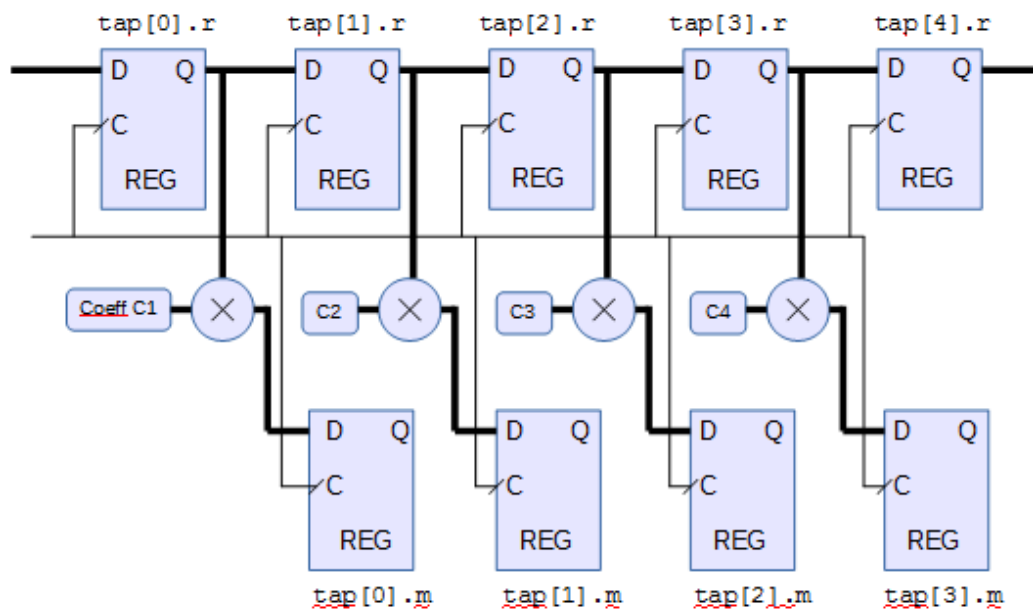 tap[0].r tap[1].r tap[2].r tap[3].r tap[4].r
D Q D Q D Q D Q D Q
C C C C C
REG REG REG REG REG
Coeff C1 C2 C3 C4
D Q D Q D Q D Q
C C C C
REG REG REG REG
tap[0].m tap[1].m tap[2].m tap[3].m